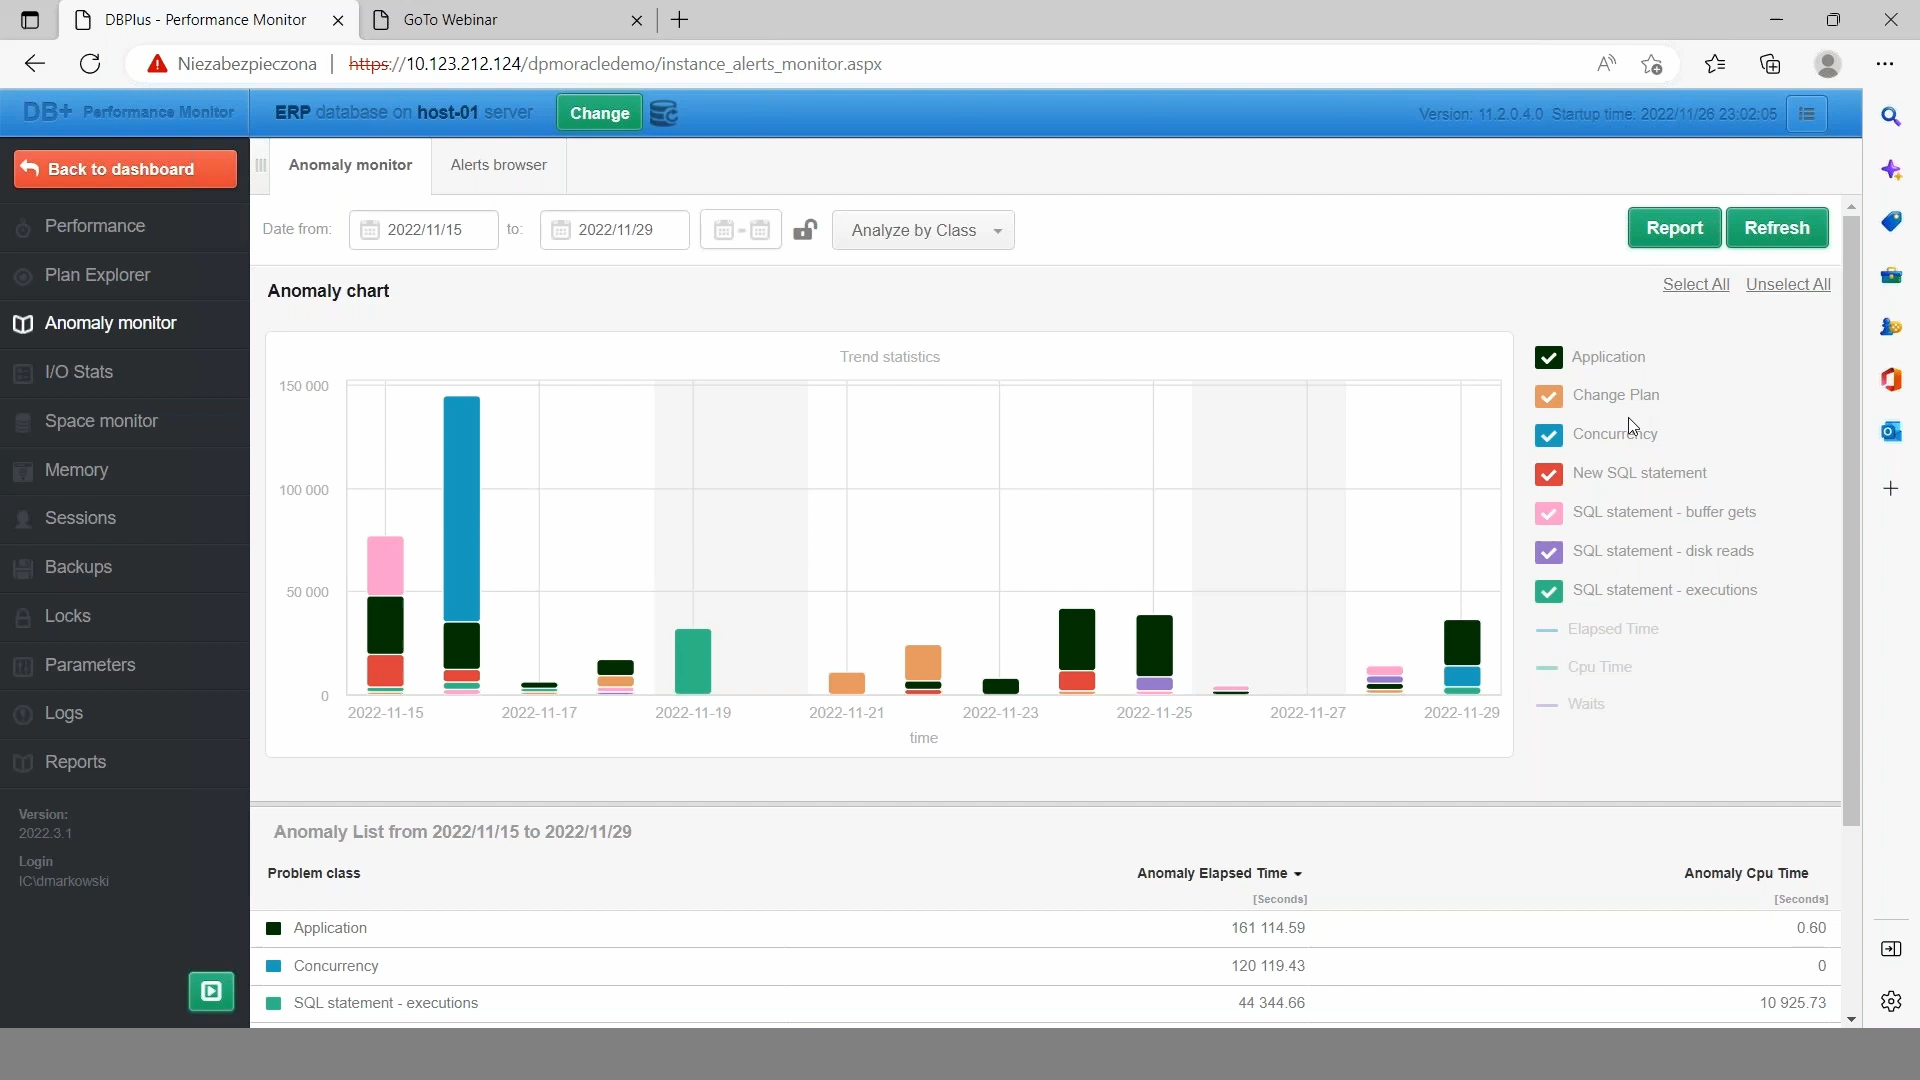 DBPlus - Performance Monitor
GoTo Webinar
Niezabezpieczona
https://10.123.212.124/dpmoracledemo/instance_alerts_monitor.aspx
DB+ Performance Monitor
ERP database on host-01 server
Change
Version: 11.2.0.4.0 Startup time: 2022/11/26 23:02:05
Back to dashboard
Performance
Plan Explorer
Anomaly monitor
I/O Stats
Space monitor
Memory
Sessions
Backups
Locks
Parameters
Logs
Reports
Version:
2022.3.1
Login
IC\dmarkowski
Anomaly monitor
Alerts browser
Date from: 2022/11/15 to: 2022/11/29
Analyze by Class
Report
Refresh
Anomaly chart
Select All Unselect All
Trend statistics
150 000
100 000
50 000
0
2022-11-15 2022-11-17 2022-11-19 2022-11-21 2022-11-23 2022-11-25 2022-11-27 2022-11-29
time
Application
Change Plan
Concurrency
New SQL statement
SQL statement - buffer gets
SQL statement - disk reads
SQL statement - executions
Elapsed Time
Cpu Time
Waits
Anomaly List from 2022/11/15 to 2022/11/29
Problem class Anomaly Elapsed Time Anomaly Cpu Time
[Seconds] [Seconds]
Application 161 114.59 0.60
Concurrency 120 119.43 0
SQL statement - executions 44 344.66 10 925.73